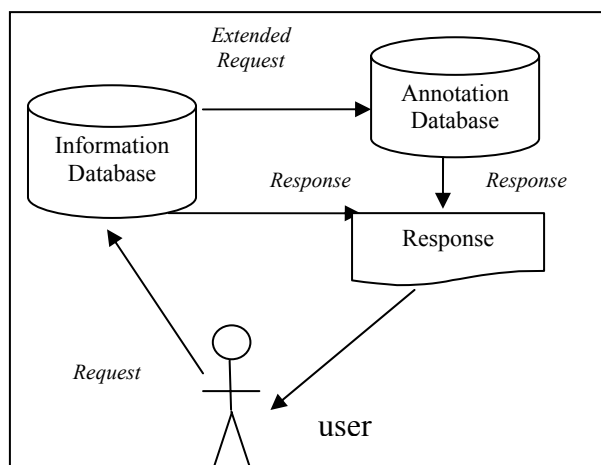 Extended
Request
Annotation
Database
Information
Database
Response
Response
Response
Request
user